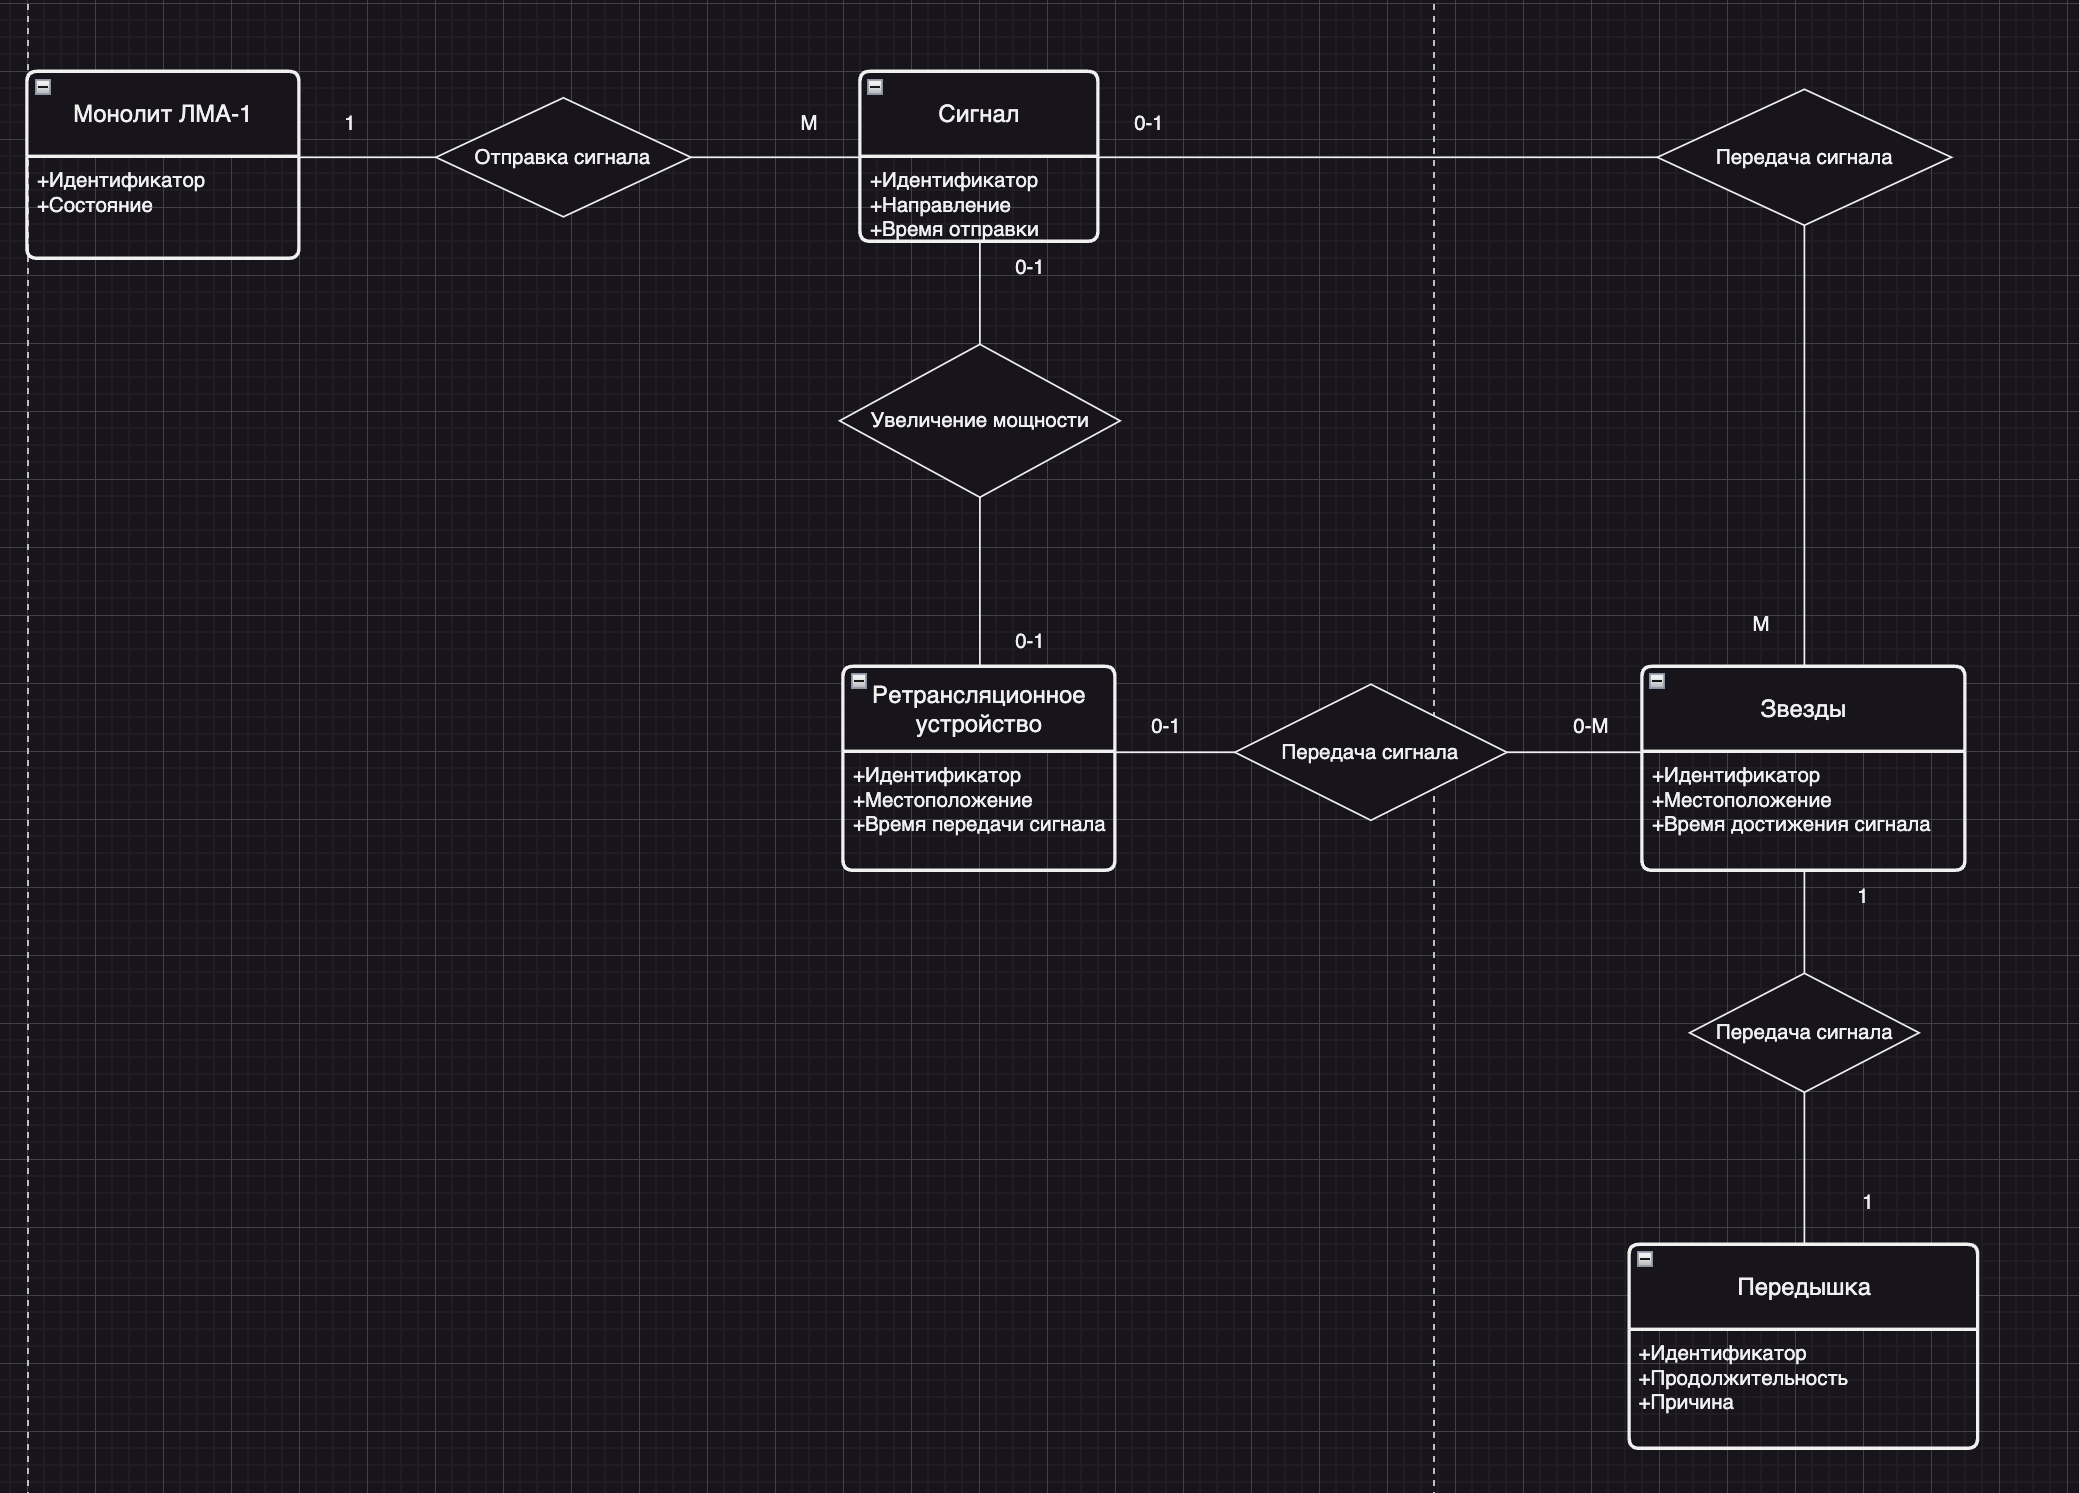 Монолит ЛМА-1
+Идентификатор
+Состояние
1
Отправка сигнала
М
Сигнал
+Идентификатор
+Направление
+Время отправки
0-1
Передача сигнала
0-1
Увеличение мощности
0-1
М
Ретрансляционное
устройство
+Идентификатор
+Местоположение
+Время передачи сигнала
0-1
Передача сигнала
0-М
Звезды
+Идентификатор
+Местоположение
+Время достижения сигнала
1
Передача сигнала
1
Передышка
+Идентификатор
+Продолжительность
+Причина